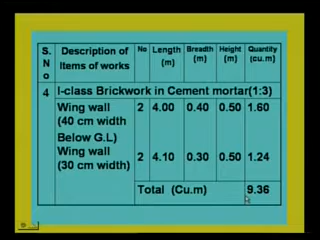 S. N o Description of Items of works No Length (m) Breadth (m) Height (m) Quantity (cu.m)
4 I-class Brickwork in Cement mortar(1:3)
Wing wall 2 4.00 0.40 0.50 1.60
(40 cm width
Below G.L)
Wing wall
(30 cm width) 2 4.10 0.30 0.50 1.24
Total (Cu.m) 9.36